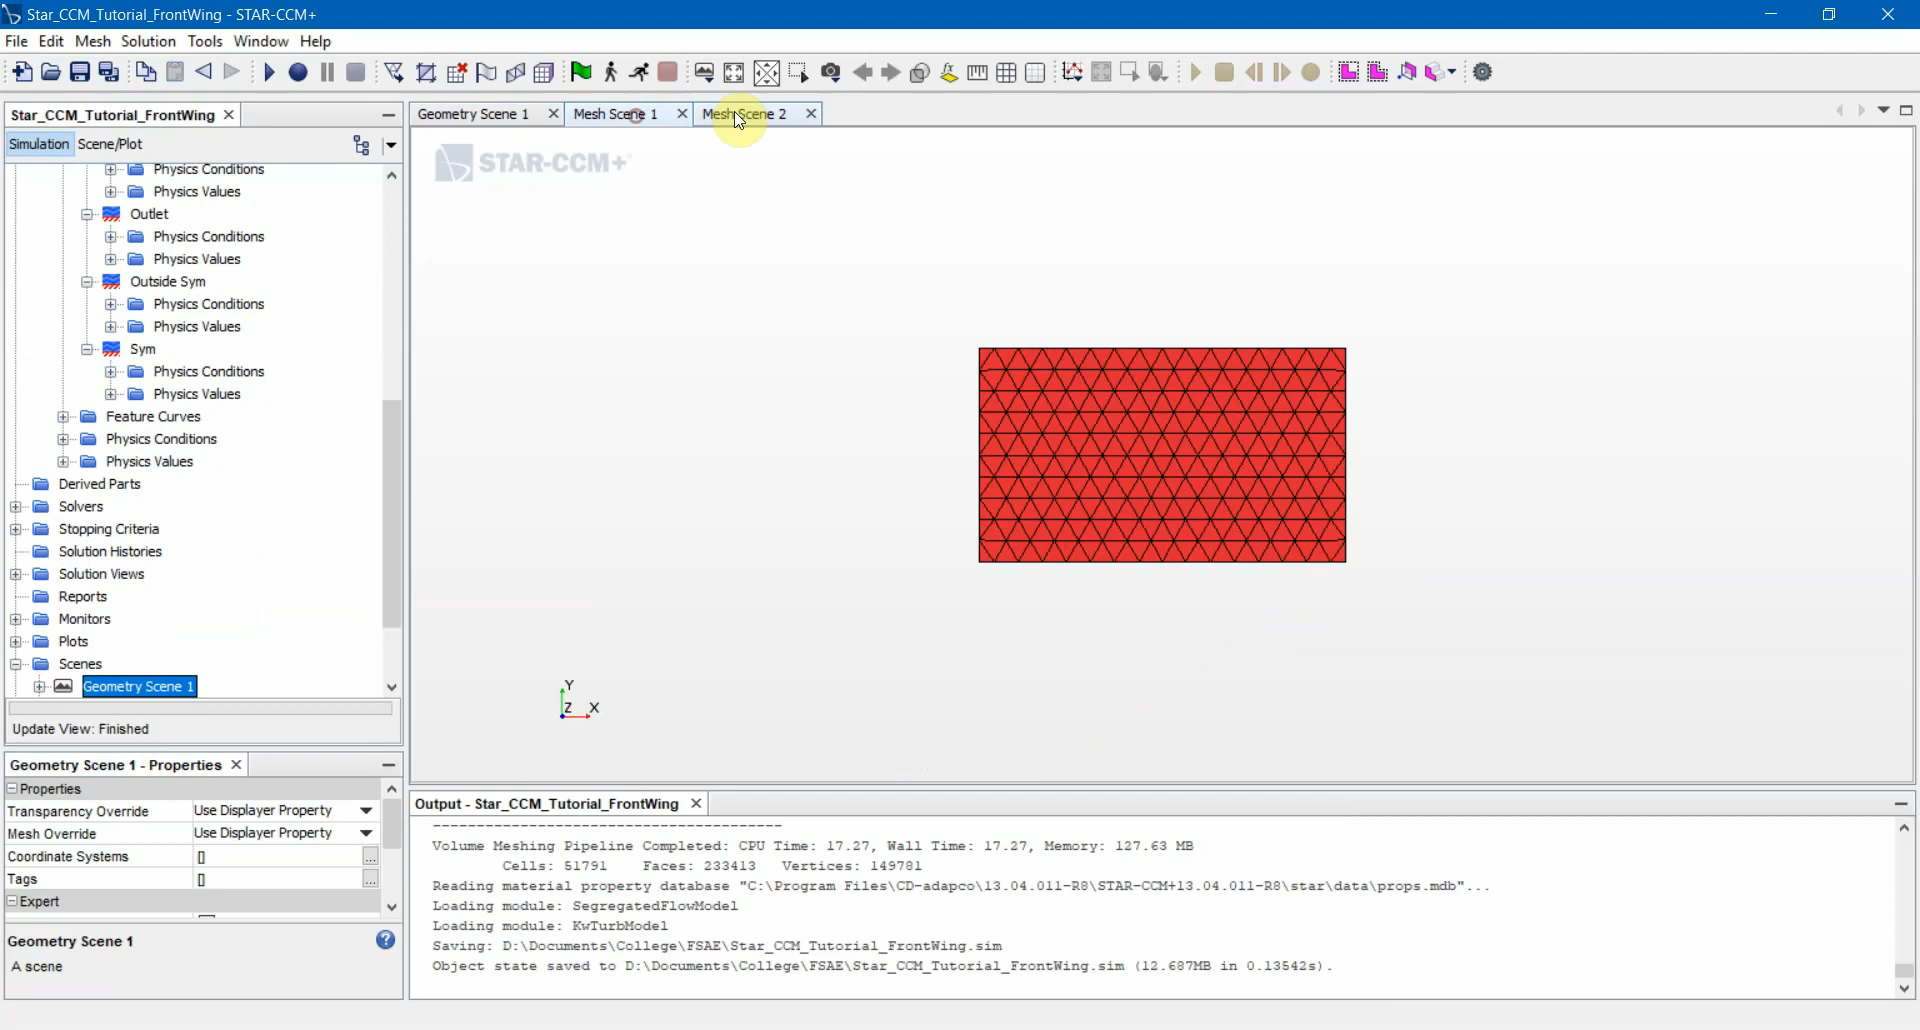 Star_CCM_Tutorial_FrontWing - STAR-CCM+
File Edit Mesh Solution Tools Window Help
Star_CCM_Tutorial_FrontWing
Simulation Scene/Plot
Physics Conditions
Physics Values
Outlet
Physics Conditions
Physics Values
Outside Sym
Physics Conditions
Physics Values
Sym
Physics Conditions
Physics Values
Feature Curves
Physics Conditions
Physics Values
Derived Parts
Solvers
Stopping Criteria
Solution Histories
Solution Views
Reports
Monitors
Plots
Scenes
Geometry Scene 1
Update View: Finished
Geometry Scene 1 - Properties
Properties
Transparency Override Use Displayer Property
Mesh Override Use Displayer Property
Coordinate Systems []
Tags []
Expert
Geometry Scene 1
A scene
Geometry Scene 1 Mesh Scene 1 Mesh Scene 2
STAR-CCM+
Y
Z X
Output - Star_CCM_Tutorial_FrontWing
----------------------------------------
Volume Meshing Pipeline Completed: CPU Time: 17.27, Wall Time: 17.27, Memory: 127.63 MB
Cells: 51791 Faces: 233413 Vertices: 149781
Reading material property database "C:\Program Files\CD-adapco\13.04.011-R8\STAR-CCM+13.04.011-R8\star\data\props.mdb"...
Loading module: SegregatedFlowModel
Loading module: KwTurbModel
Saving: D:\Documents\College\FSAE\Star_CCM_Tutorial_FrontWing.sim
Object state saved to D:\Documents\College\FSAE\Star_CCM_Tutorial_FrontWing.sim (12.687MB in 0.13542s).